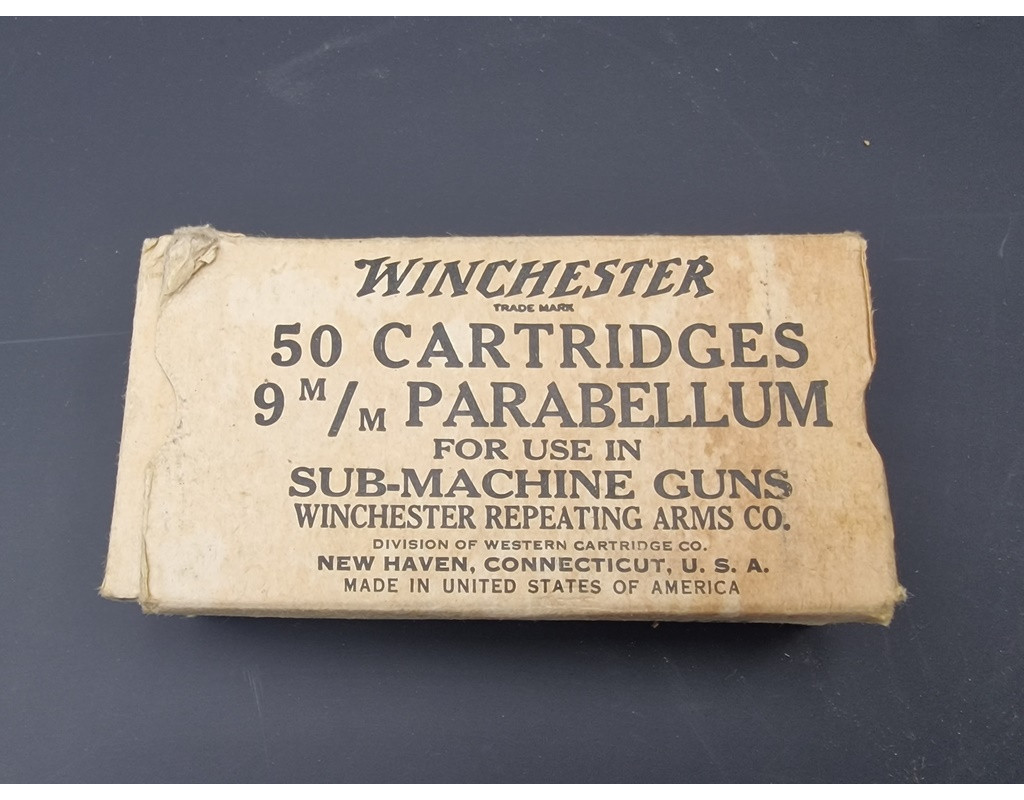 WINCHESTER
TRADE MARK
50 CARTRIDGES
9 M/M PARABELLUM
FOR USE IN
SUB-MACHINE GUNS
WINCHESTER REPEATING ARMS CO.
DIVISION OF WESTERN CARTRIDGE CO.
NEW HAVEN, CONNECTICUT, U. S. A.
MADE IN UNITED STATES OF AMERICA